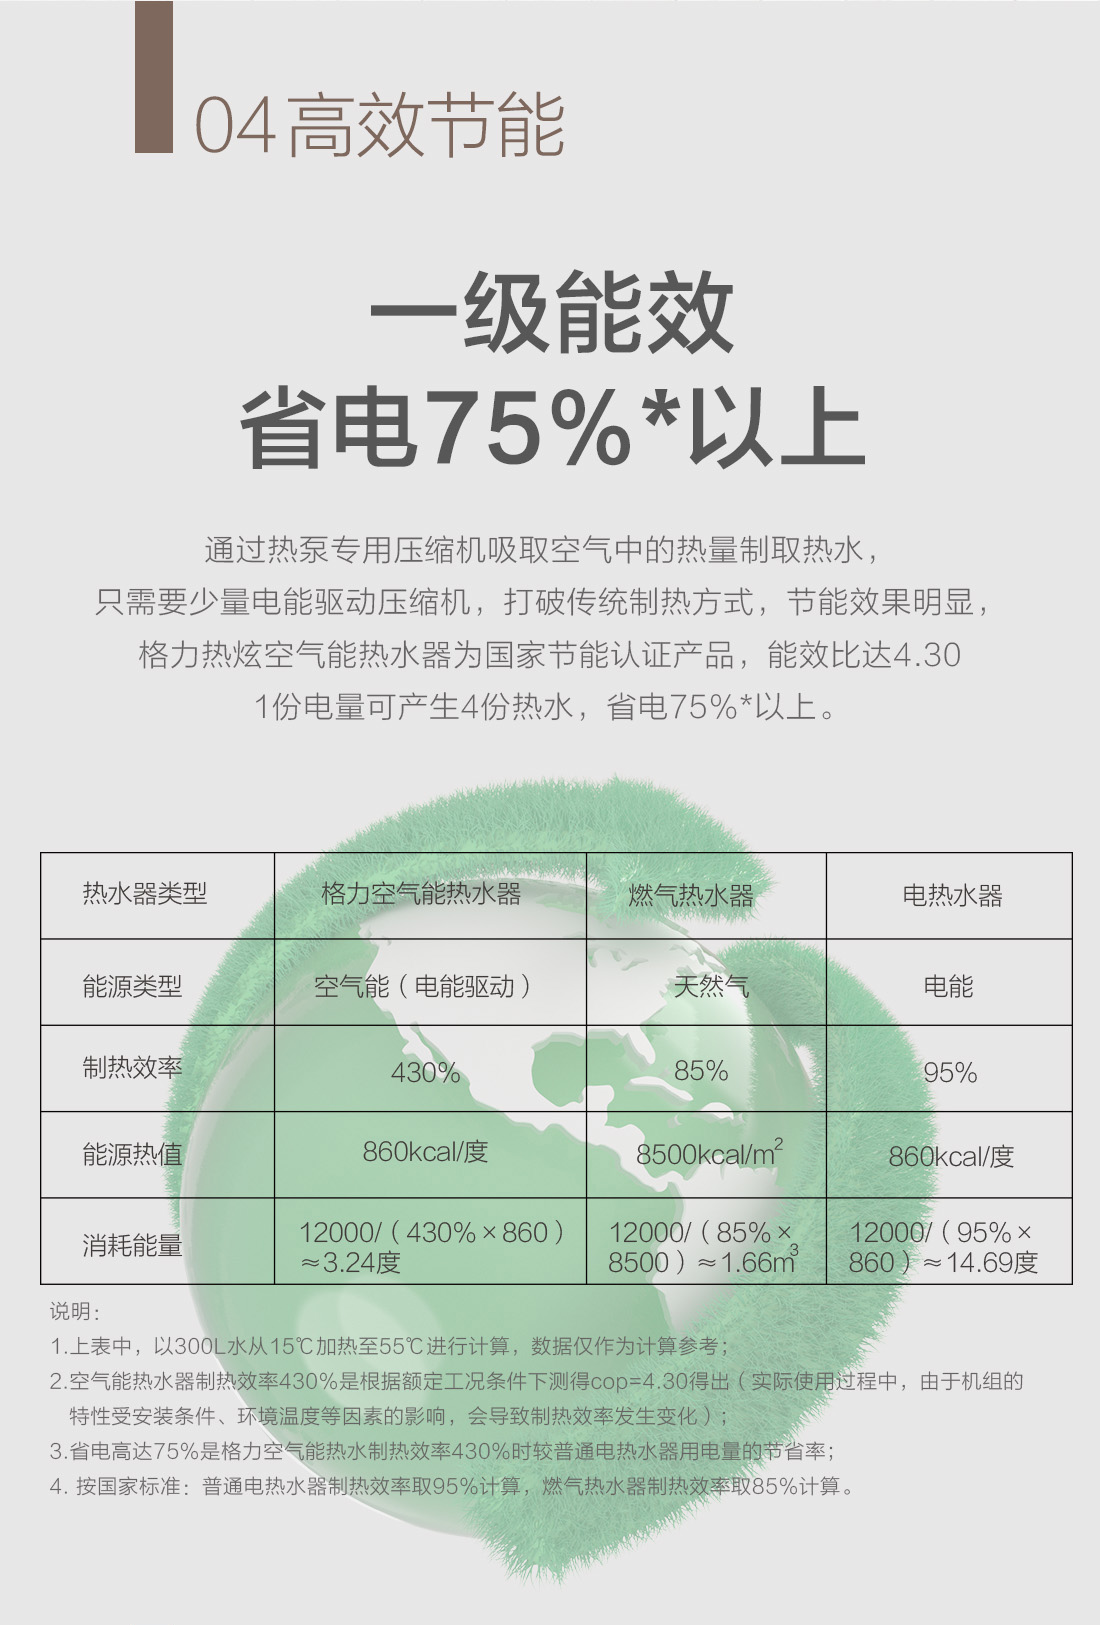 04高效节能
一级能效
省电75%*以上
通过热泵专用压缩机吸取空气中的热量制取热水，
只需要少量电能驱动压缩机，打破传统制热方式，节能效果明显，
格力热炫空气能热水器为国家节能认证产品，能效比达4.30
1份电量可产生4份热水，省电75%*以上。
热水器类型 格力空气能热水器 燃气热水器 电热水器
能源类型 空气能（电能驱动） 天然气 电能
制热效率 430% 85% 95%
能源热值 860kcal/度 8500kcal/m² 860kcal/度
消耗能量 12000/（430%×860） 12000/（85%× 12000/（95%×
≈3.24度 8500）≈1.66m³ 860）≈14.69度
说明：
1.上表中，以300L水从15℃加热至55℃进行计算，数据仅作为计算参考；
2.空气能热水器制热效率430%是根据额定工况条件下测得cop=4.30得出（实际使用过程中，由于机组的
特性受安装条件、环境温度等因素的影响，会导致制热效率发生变化）；
3.省电高达75%是格力空气能热水制热效率430%时较普通电热水器用电量的节省率；
4. 按国家标准：普通电热水器制热效率取95%计算，燃气热水器制热效率取85%计算。